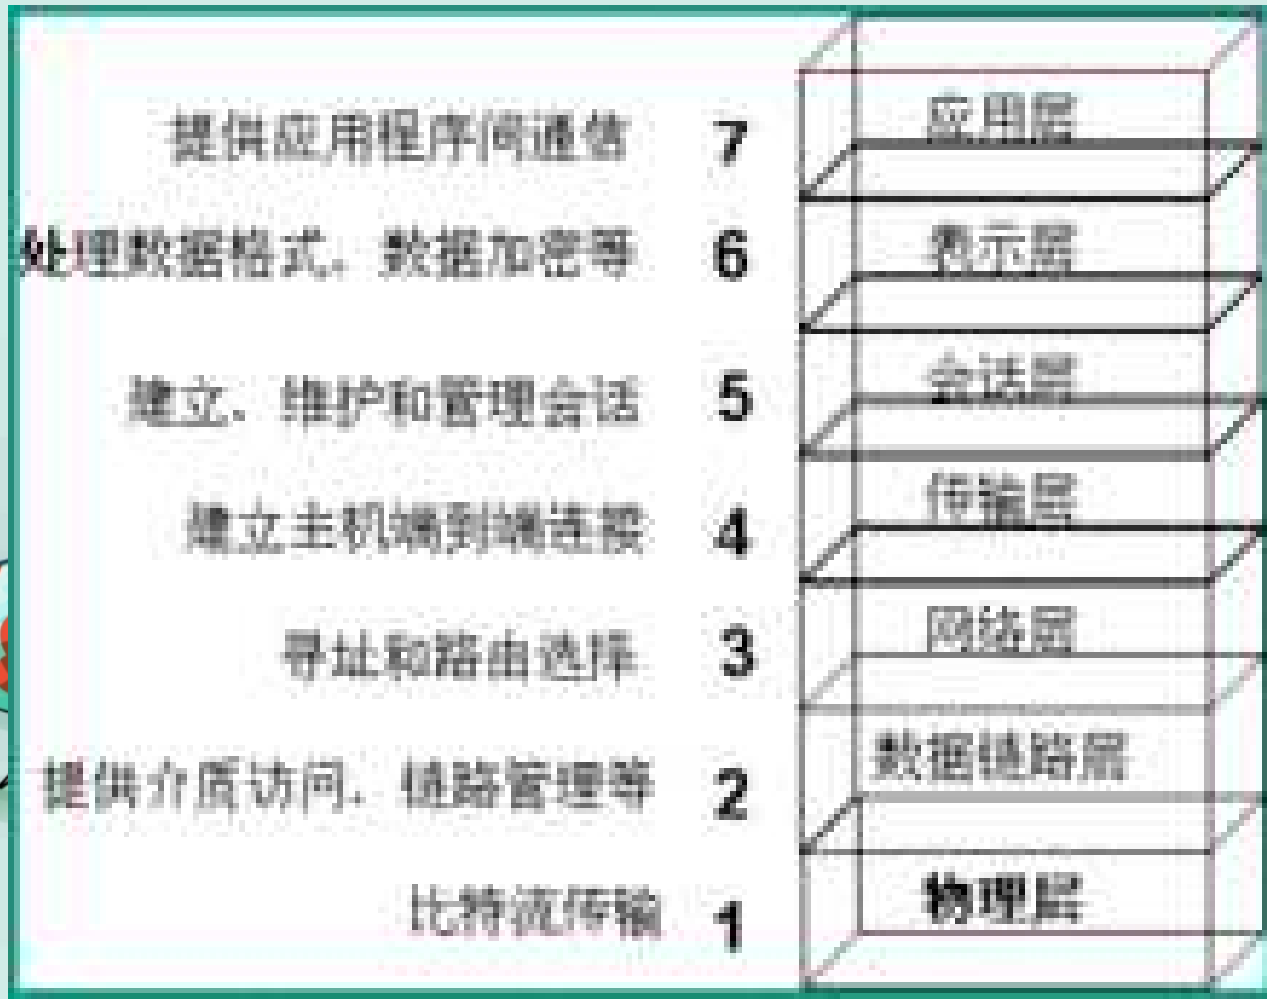 提供应用程序间通信 7 应用层
处理数据格式、数据加密等 6 表示层
建立、维护和管理会话 5 会话层
建立主机端到端连接 4 传输层
寻址和路由选择 3 网络层
提供介质访问、链路管理等 2 数据链路层
比特流传输 1 物理层